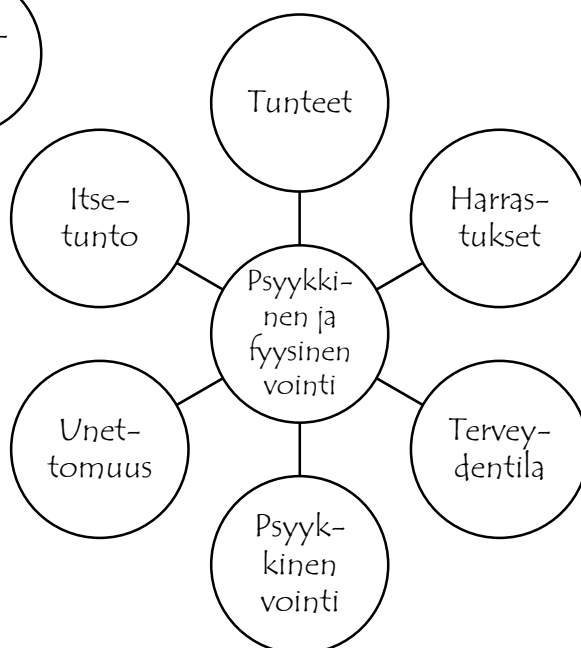 -
Tunteet
Itse-
tunto
Harras-
tukset
Psyykki-
nen ja
fyysinen
vointi
Unet-
tomuus
Tervey-
dentila
Psyyk-
kinen
vointi